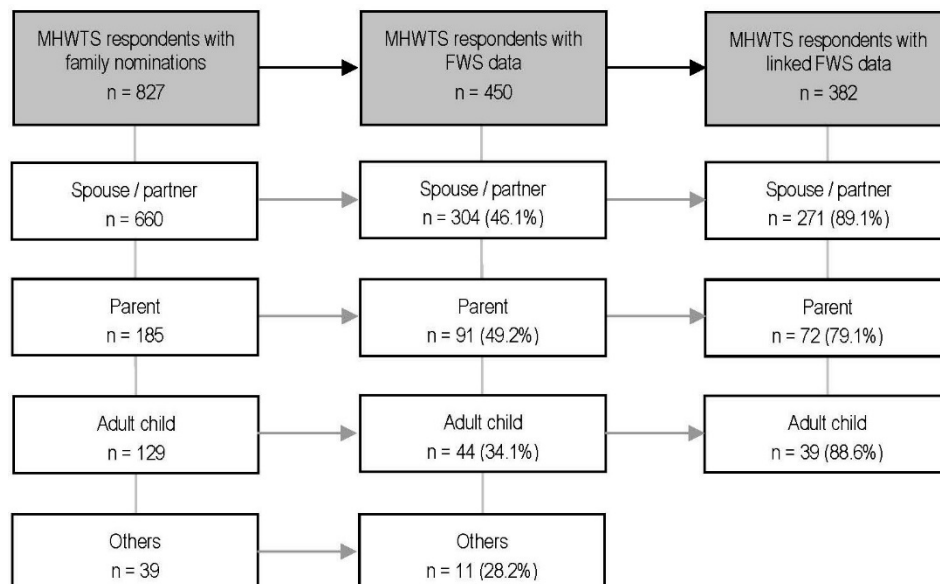 MHWTS respondents with
family nominations
n = 827
MHWTS respondents with
FWS data
n = 450
MHWTS respondents with
linked FWS data
n = 382
Spouse / partner
n = 660
Spouse / partner
n = 304 (46.1%)
Spouse / partner
n = 271 (89.1%)
Parent
n = 185
Parent
n = 91 (49.2%)
Parent
n = 72 (79.1%)
Adult child
n = 129
Adult child
n = 44 (34.1%)
Adult child
n = 39 (88.6%)
Others
n = 39
Others
n = 11 (28.2%)